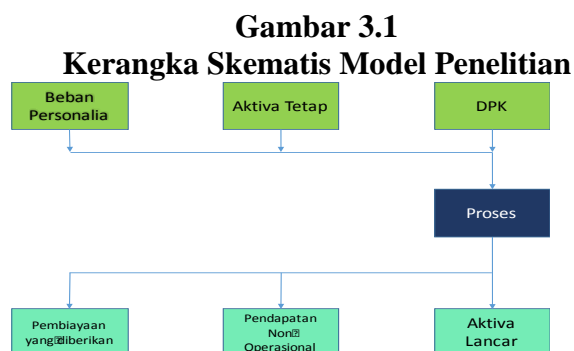 Gambar 3.1
Kerangka Skematis Model Penelitian
Beban
Personalia
Aktiva Tetap
DPK
Proses
Pembiayaan
yang diberikan
Pendapatan
Non
Operasional
Aktiva
Lancar